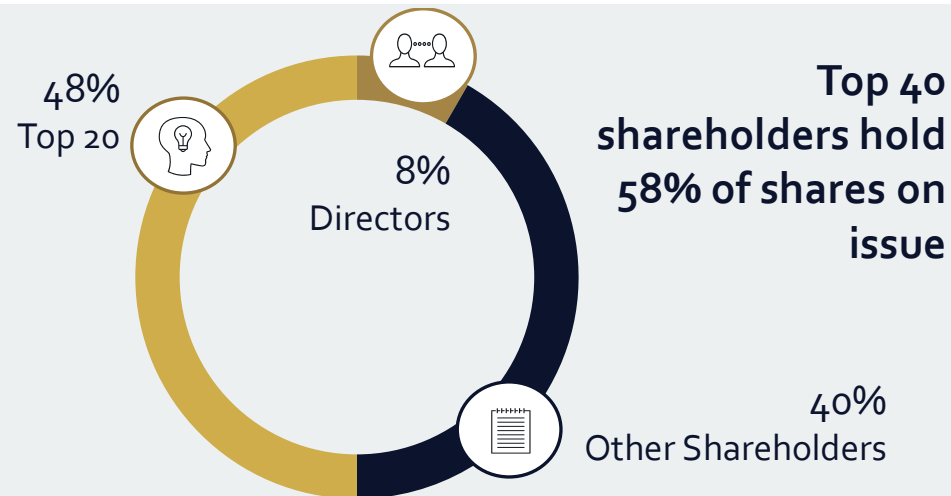 48%
Top 20
8%
Directors
Top 40
shareholders hold
58% of shares on
issue
40%
Other Shareholders